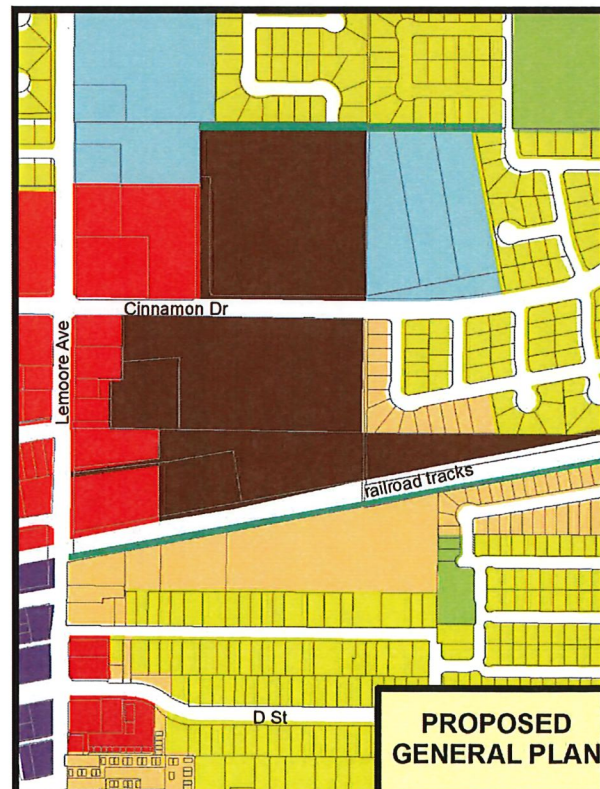 Cinnamon Dr
Lemoore Ave
railroad tracks
D St
PROPOSED
GENERAL PLAN